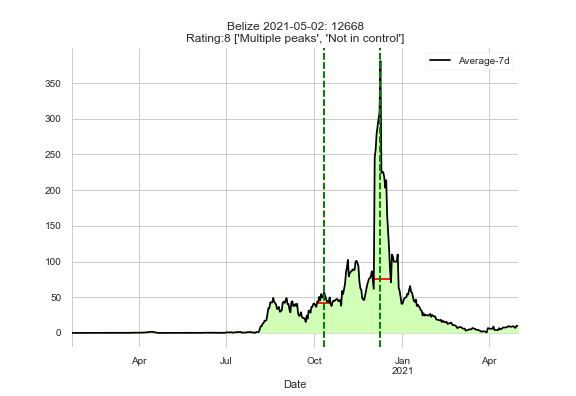 Belize 2021-05-02: 12668
Rating:8 ['Multiple peaks', 'Not in control']
Average-7d
350
300
250
200
150
100
50
0
Apr Jul Oct Jan Apr
2021
Date